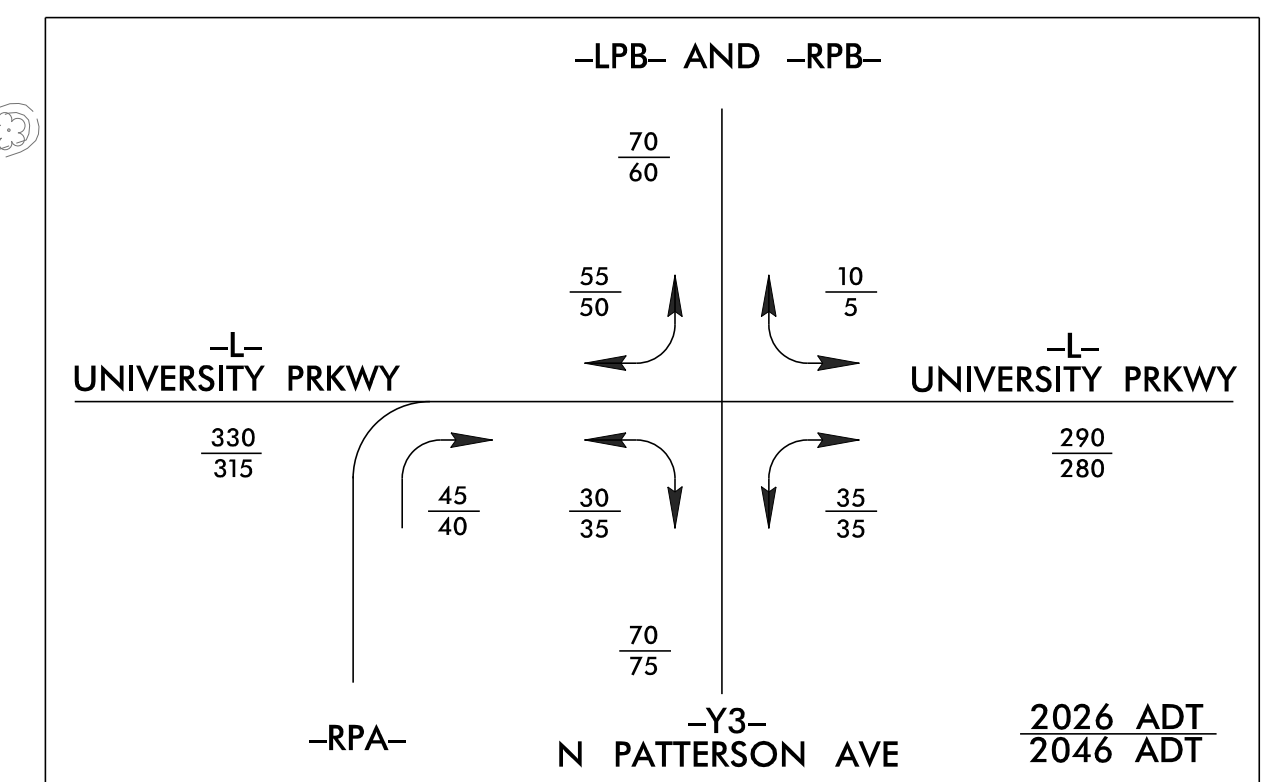 –LPB– AND –RPB–
70
60
55
50
10
5
–L–
UNIVERSITY PRKWY
–L–
UNIVERSITY PRKWY
330
315
290
280
45
40
30
35
35
35
70
75
–RPA–
–Y3–
N PATTERSON AVE
2026 ADT
2046 ADT